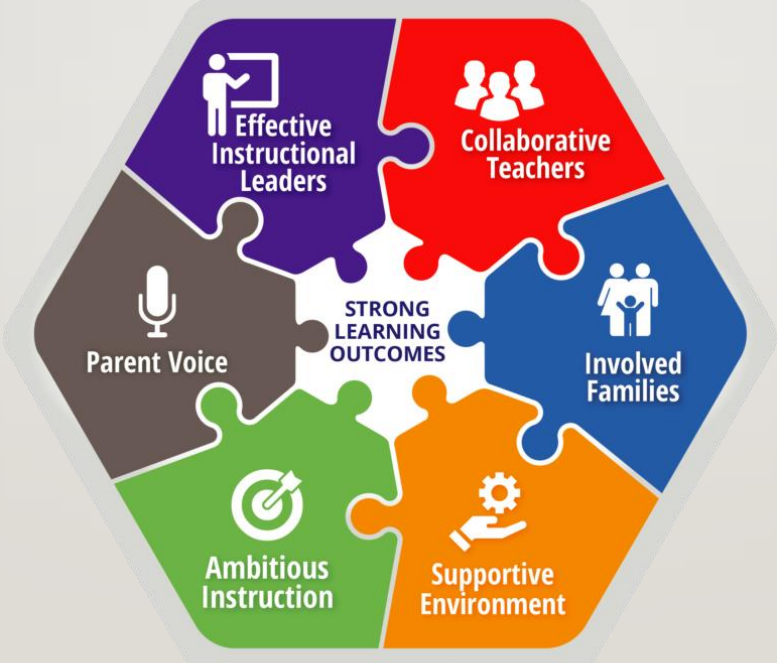 Effective
Instructional
Leaders
Collaborative
Teachers
Parent Voice
STRONG
LEARNING
OUTCOMES
Involved
Families
Ambitious
Instruction
Supportive
Environment